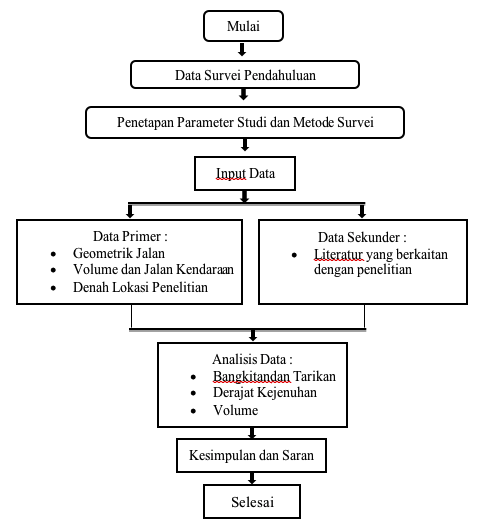 Mulai
Data Survei Pendahuluan
Penetapan Parameter Studi dan Metode Survei
Input Data
Data Primer :
• Geometrik Jalan
• Volume dan Jalan Kendaraan
• Denah Lokasi Penelitian
Data Sekunder :
• Literatur yang berkaitan
dengan penelitian
Analisis Data :
• Bangkitandan Tarikan
• Derajat Kejenuhan
• Volume
Kesimpulan dan Saran
Selesai